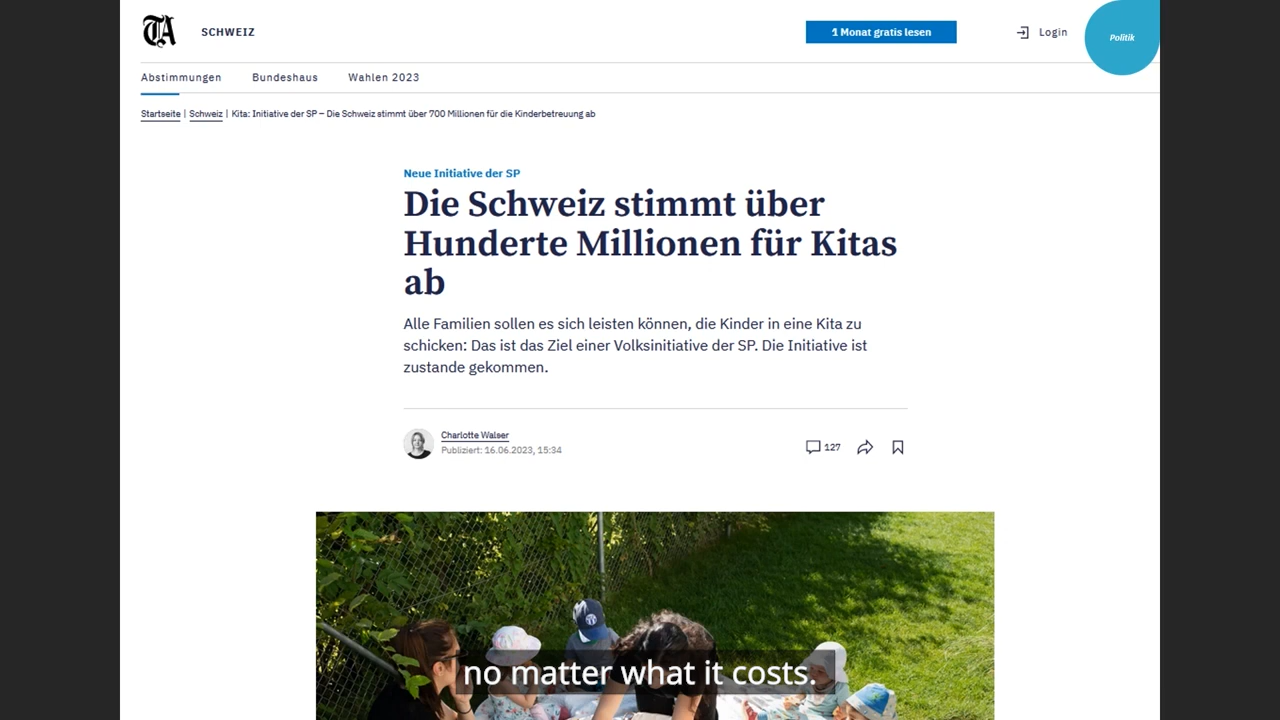 TA
SCHWEIZ
1 Monat gratis lesen
Login
Politik
Abstimmungen
Bundeshaus
Wahlen 2023
Startseite | Schweiz | Kita: Initiative der SP – Die Schweiz stimmt über 700 Millionen für die Kinderbetreuung ab
Neue Initiative der SP
Die Schweiz stimmt über
Hunderte Millionen für Kitas
ab
Alle Familien sollen es sich leisten können, die Kinder in eine Kita zu
schicken: Das ist das Ziel einer Volksinitiative der SP. Die Initiative ist
zustande gekommen.
Charlotte Walser
Publiziert: 16.06.2023, 15:34
127
no matter what it costs.